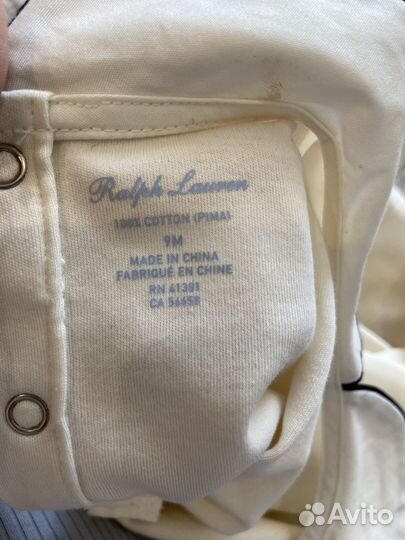 Ralph Lauren
100% COTTON (PIMA)
9M
MADE IN CHINA
FABRIQUÉ EN CHINE
RN 41381
CA 56658
Avito